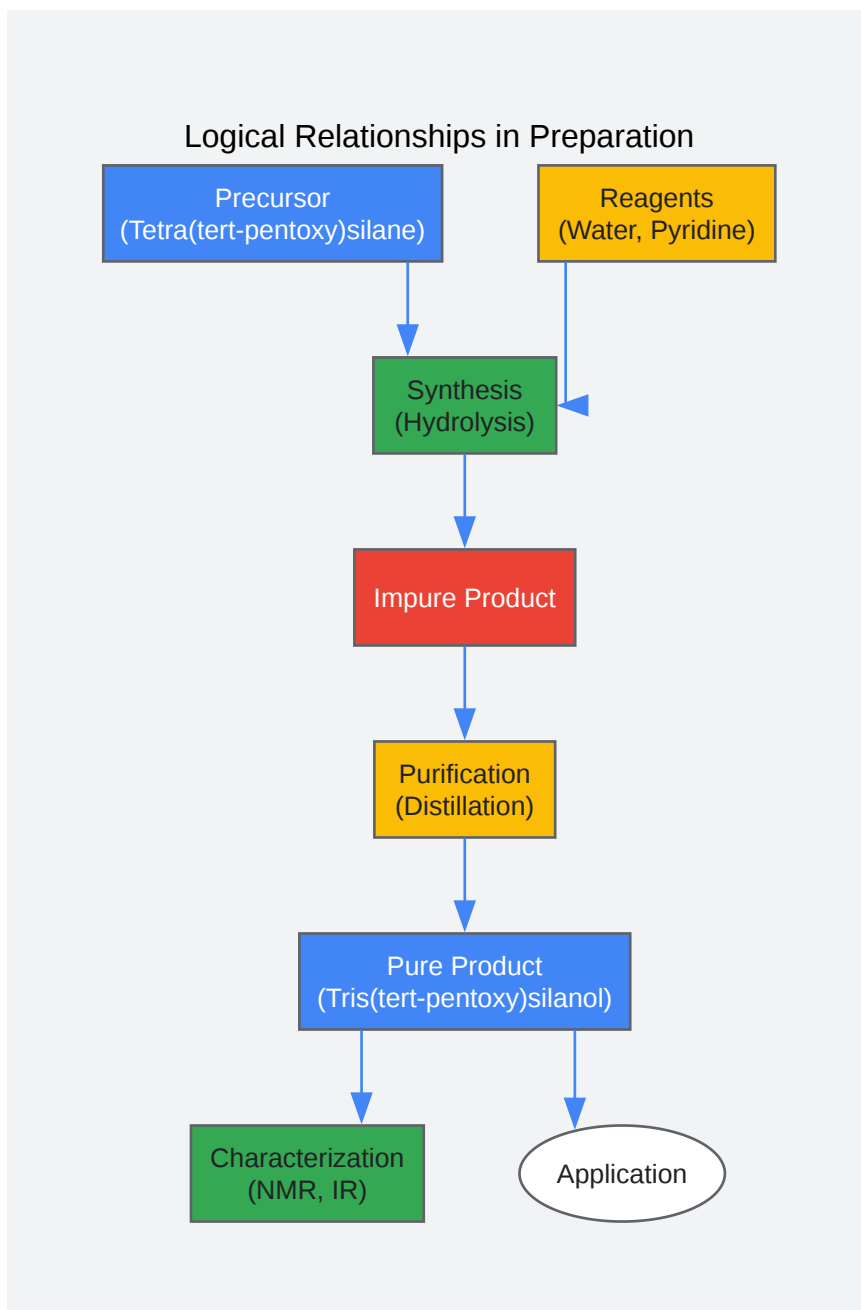 Logical Relationships in Preparation
Precursor
(Tetra(tert-pentoxy)silane)
Reagents
(Water, Pyridine)
Synthesis
(Hydrolysis)
Impure Product
Purification
(Distillation)
Pure Product
(Tris(tert-pentoxy)silanol)
Characterization
(NMR, IR)
Application